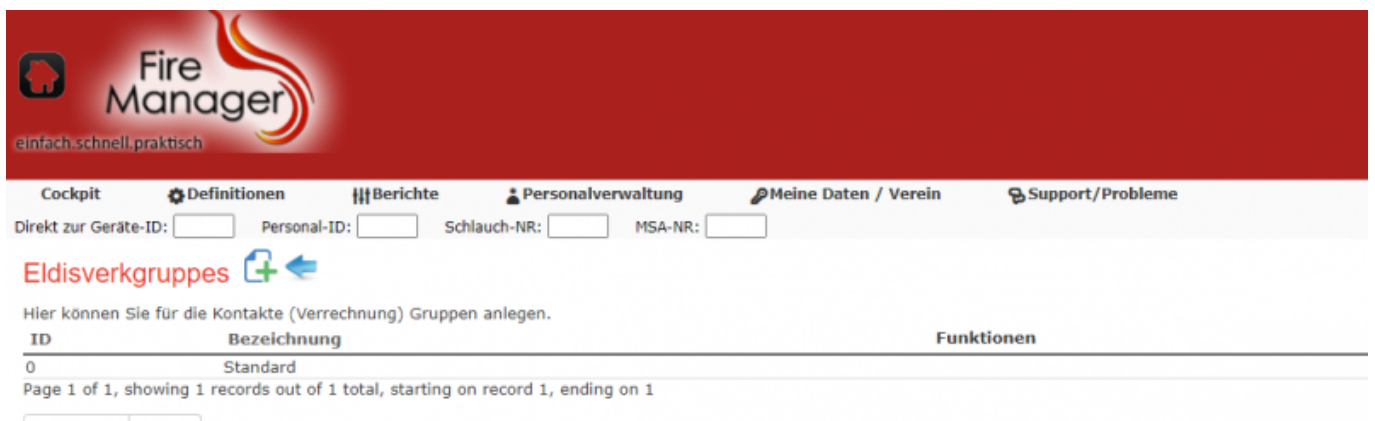 Fire
Manager
einfach.schnell.praktisch
Cockpit Definitionen Berichte Personalverwaltung Meine Daten / Verein Support/Probleme
Direkt zur Geräte-ID: Personal-ID: Schlauch-NR: MSA-NR:
Eldisverkgruppes
Hier können Sie für die Kontakte (Verrechnung) Gruppen anlegen.
ID Bezeichnung Funktionen
0 Standard
Page 1 of 1, showing 1 records out of 1 total, starting on record 1, ending on 1